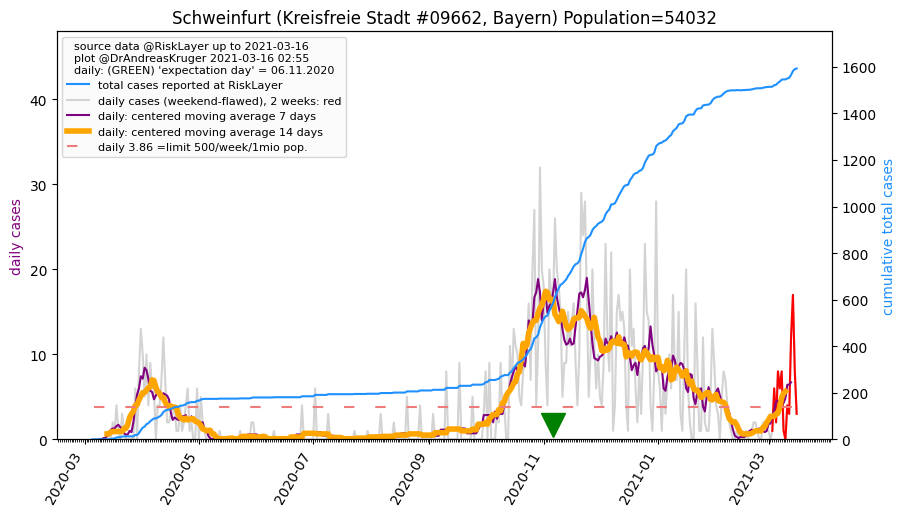 Schweinfurt (Kreisfreie Stadt #09662, Bayern) Population=54032
source data @RiskLayer up to 2021-03-16
plot @DrAndreasKruger 2021-03-16 02:55
daily: (GREEN) 'expectation day' = 06.11.2020
total cases reported at RiskLayer
daily cases (weekend-flawed), 2 weeks: red
daily: centered moving average 7 days
daily: centered moving average 14 days
daily 3.86 =limit 500/week/1mio pop.
daily cases
40
30
20
10
0
cumulative total cases
1600
1400
1200
1000
800
600
400
200
0
2020-03
2020-05
2020-07
2020-09
2020-11
2021-01
2021-03